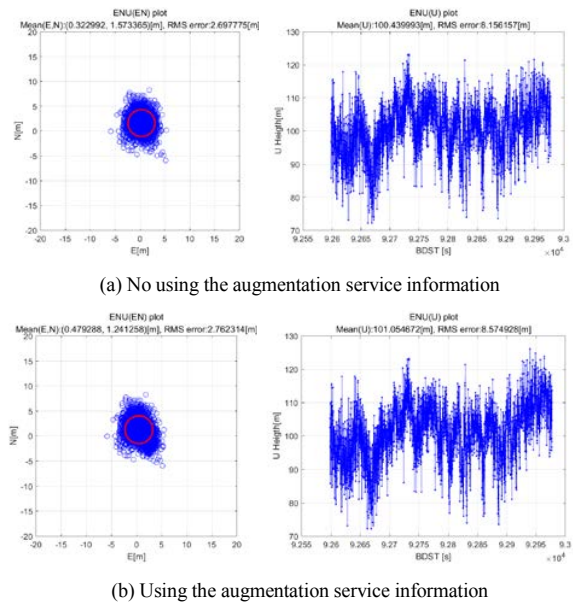 ENU(EN) plot
Mean(E,N):(0.322992, 1.573365)[m], RMS error:2.697775[m]
20
15
10
5
0
-5
-10
-15
-20
N[m]
-20 -15 -10 -5 0 5 10 15 20
E[m]
ENU(U) plot
Mean(U):100.439993[m], RMS error:8.156157[m]
130
120
110
100
90
80
70
U Heigth[m]
9.255 9.26 9.265 9.27 9.275 9.28 9.285 9.29 9.295 9.3
BDST [s]
×10⁴
(a) No using the augmentation service information
ENU(EN) plot
Mean(E,N):(0.479288, 1.241258)[m], RMS error:2.762314[m]
20
15
10
5
0
-5
-10
-15
-20
N[m]
-20 -15 -10 -5 0 5 10 15 20
E[m]
ENU(U) plot
Mean(U):101.054672[m], RMS error:8.574928[m]
130
120
110
100
90
80
70
U Heigth[m]
9.255 9.26 9.265 9.27 9.275 9.28 9.285 9.29 9.295 9.3
BDST [s]
×10⁴
(b) Using the augmentation service information